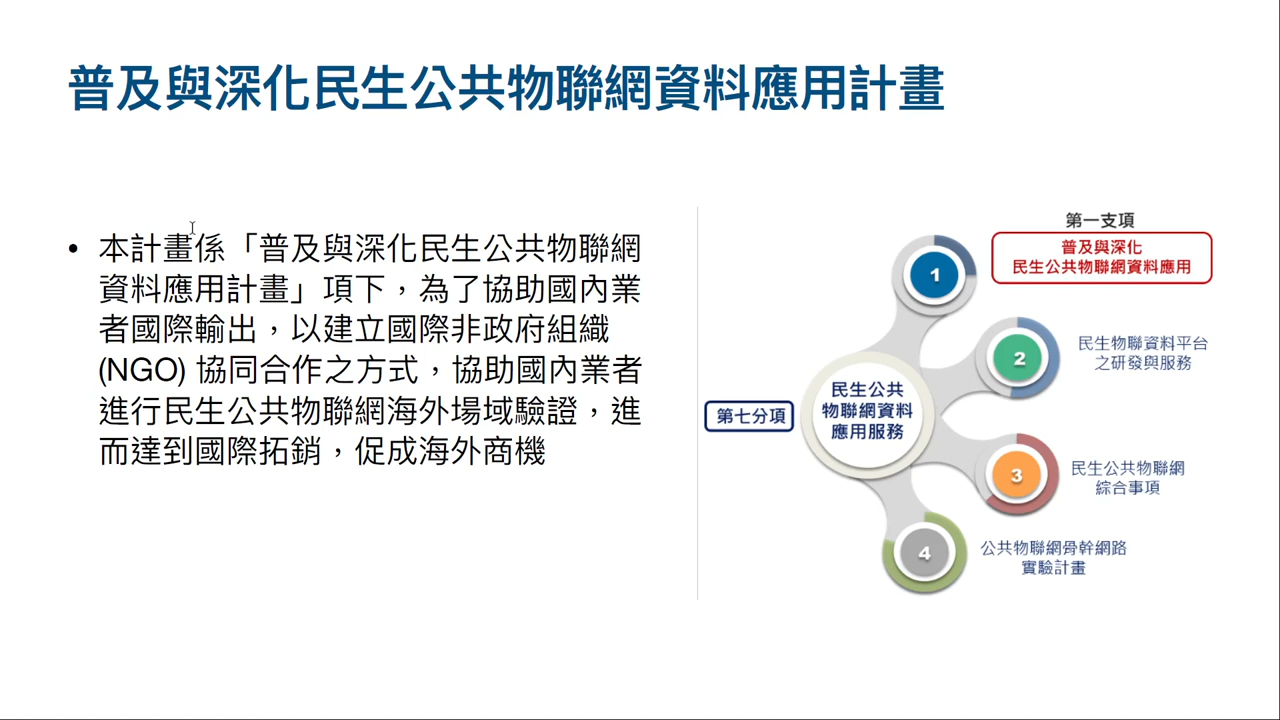 普及與深化民生公共物聯網資料應用計畫
• 本計畫係「普及與深化民生公共物聯網
資料應用計畫」項下，為了協助國內業
者國際輸出，以建立國際非政府組織
(NGO) 協同合作之方式，協助國內業者
進行民生公共物聯網海外場域驗證，進
而達到國際拓銷，促成海外商機
第一支項
普及與深化
民生公共物聯網資料應用
1
民生物聯資料平台
之研發與服務
2
民生公共
物聯網資料
應用服務
第七分項
民生公共物聯網
綜合事項
3
公共物聯網骨幹網路
實驗計畫
4